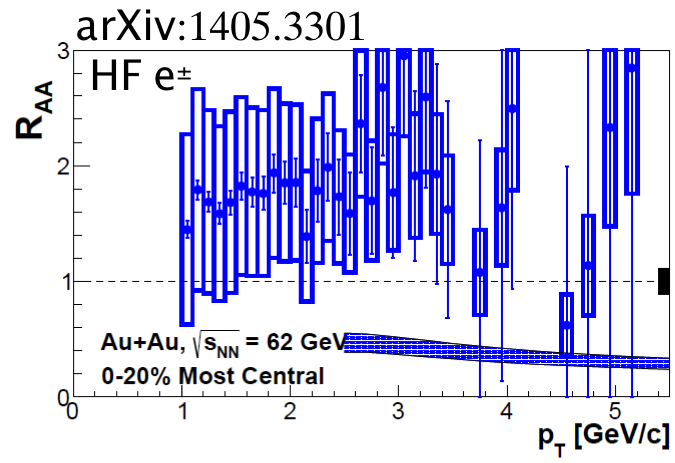 arXiv:1405.3301
3
HF e±
R_AA
2
1
Au+Au, √s_NN = 62 GeV
0-20% Most Central
0
0 1 2 3 4 5
p_T [GeV/c]